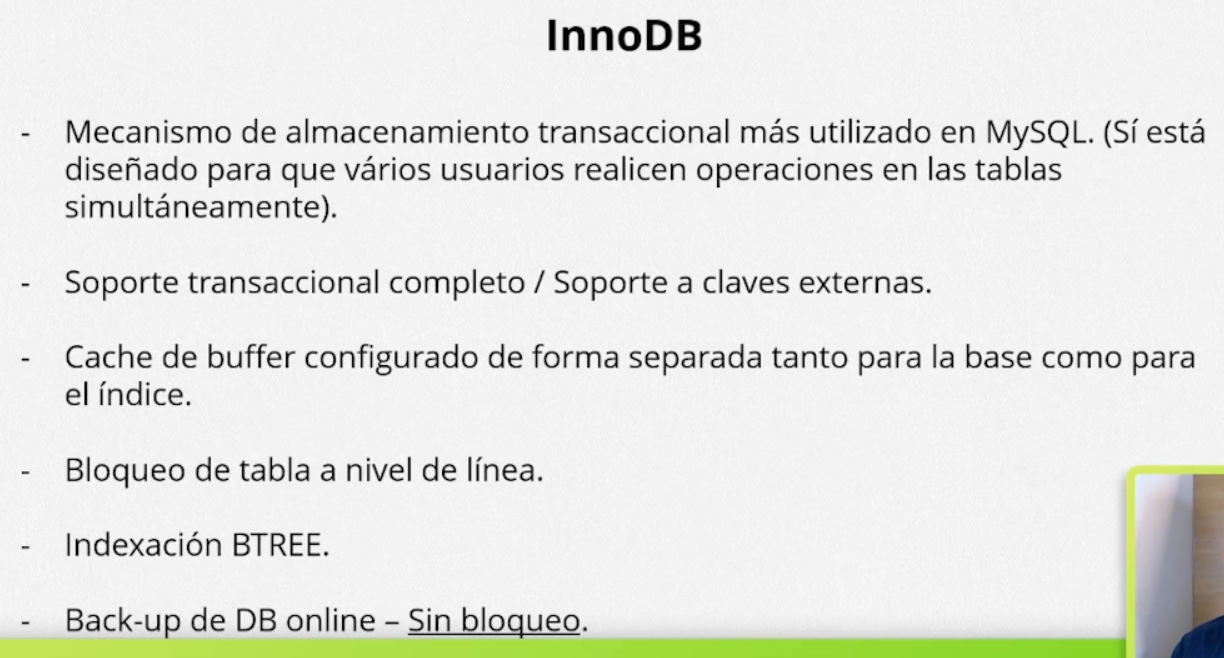 InnoDB
- Mecanismo de almacenamiento transaccional más utilizado en MySQL. (Sí está
diseñado para que vários usuarios realicen operaciones en las tablas
simultáneamente).
- Soporte transaccional completo / Soporte a claves externas.
- Cache de buffer configurado de forma separada tanto para la base como para
el índice.
- Bloqueo de tabla a nivel de línea.
- Indexación BTREE.
- Back-up de DB online – Sin bloqueo.